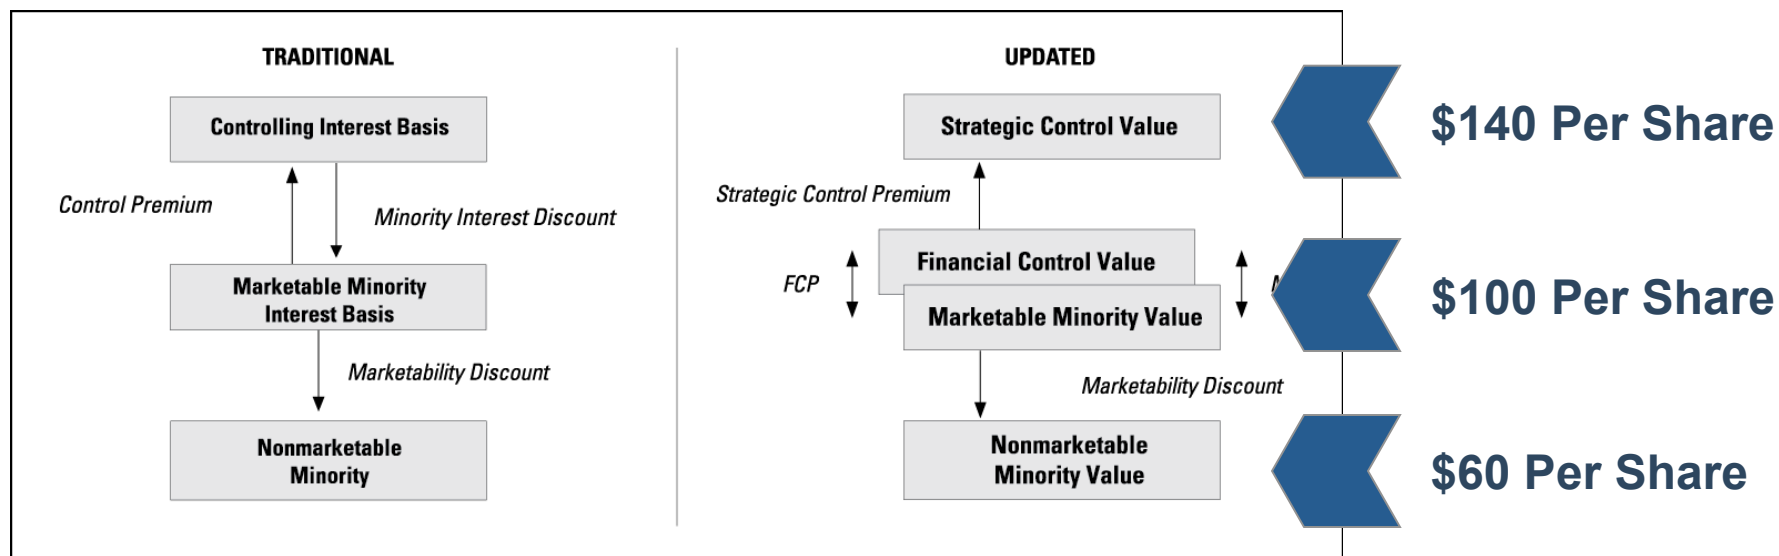 TRADITIONAL
Controlling Interest Basis
Control Premium
Minority Interest Discount
Marketable Minority
Interest Basis
Marketability Discount
Nonmarketable
Minority
UPDATED
Strategic Control Value
Strategic Control Premium
Financial Control Value
FCP
Marketable Minority Value
Marketability Discount
Nonmarketable
Minority Value
$140 Per Share
$100 Per Share
$60 Per Share